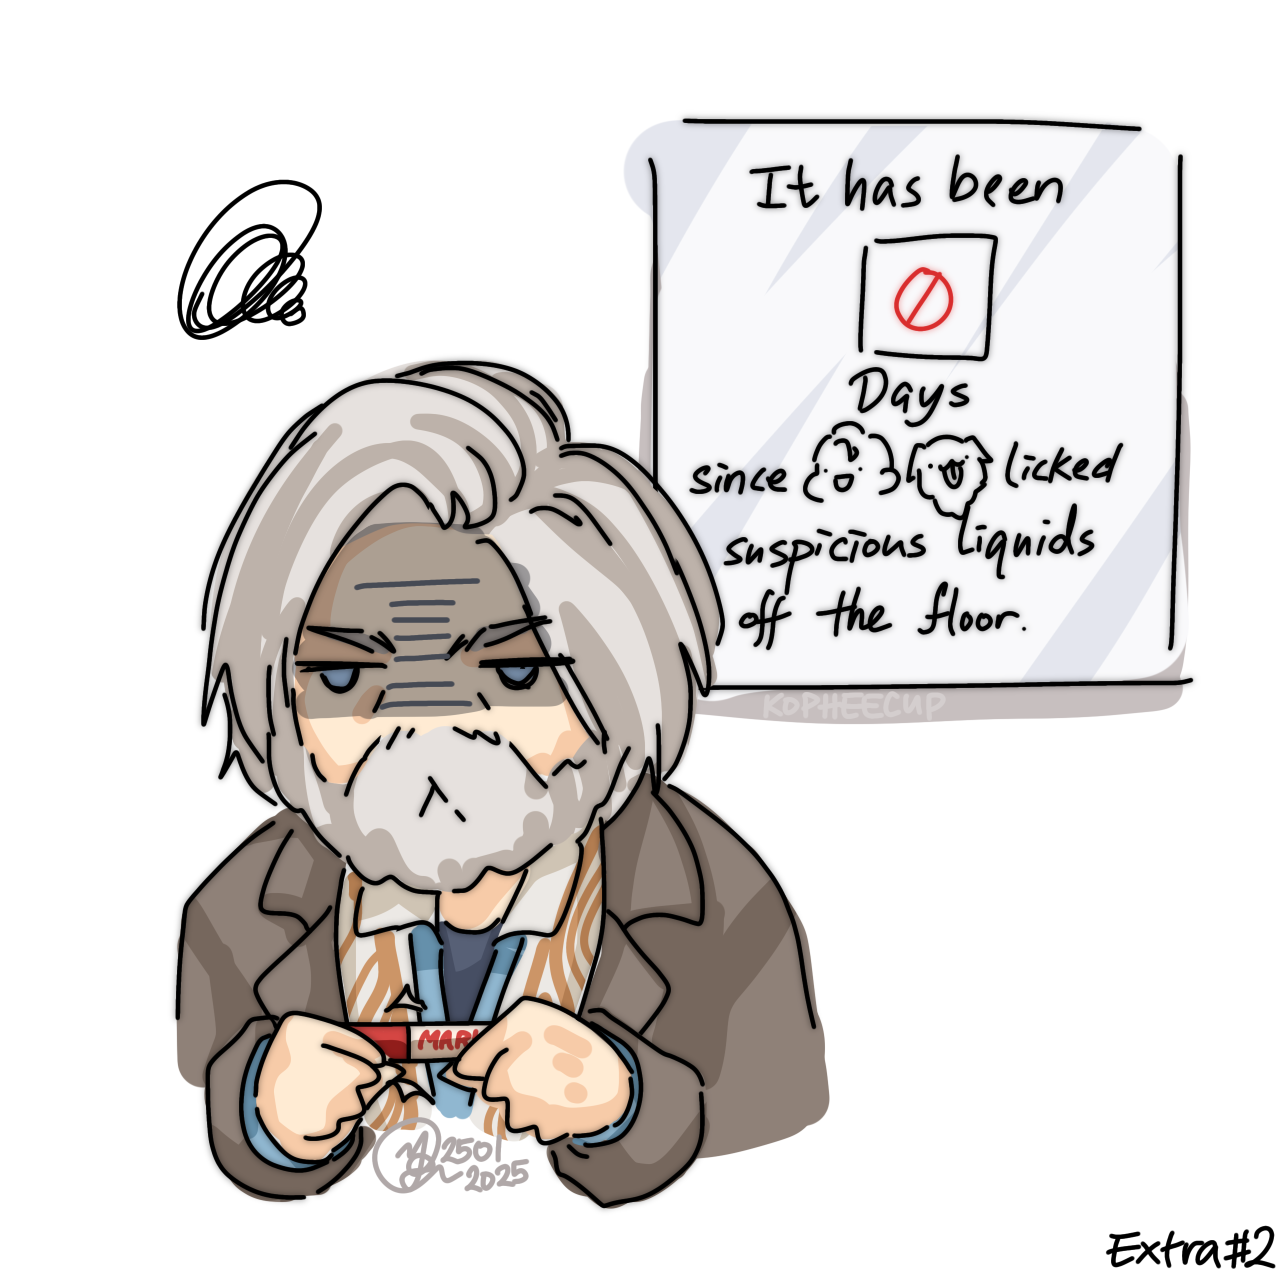 It has been
0
Days
since licked
suspicious liquids
off the floor.
KOPHEECUP
MAR
2501
2025
Extra#2